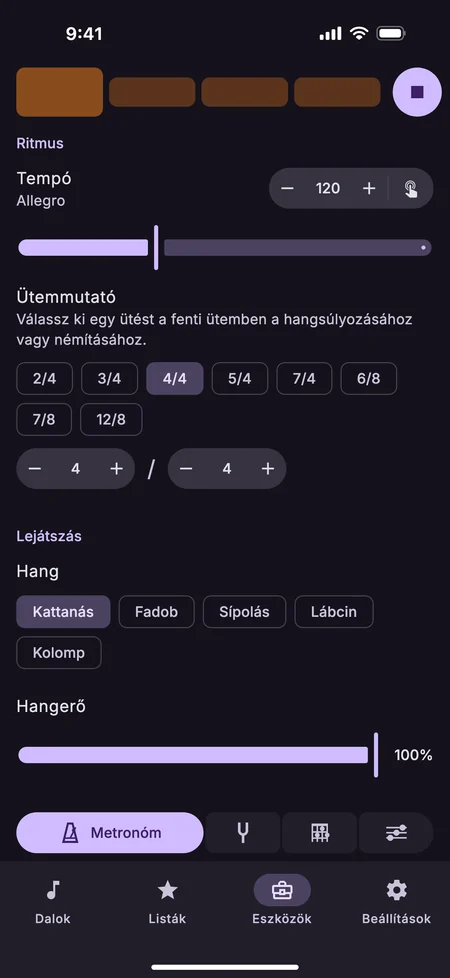 9:41
Ritmus
Tempó
Allegro
120
Ütemmutató
Válassz ki egy ütést a fenti ütemben a hangsúlyozásához
vagy némításához.
2/4 3/4 4/4 5/4 7/4 6/8
7/8 12/8
4 / 4
Lejátszás
Hang
Kattanás Fadob Sípolás Lábcin
Kolomp
Hangerő
100%
Metronóm
Dalok Listák Eszközök Beállítások